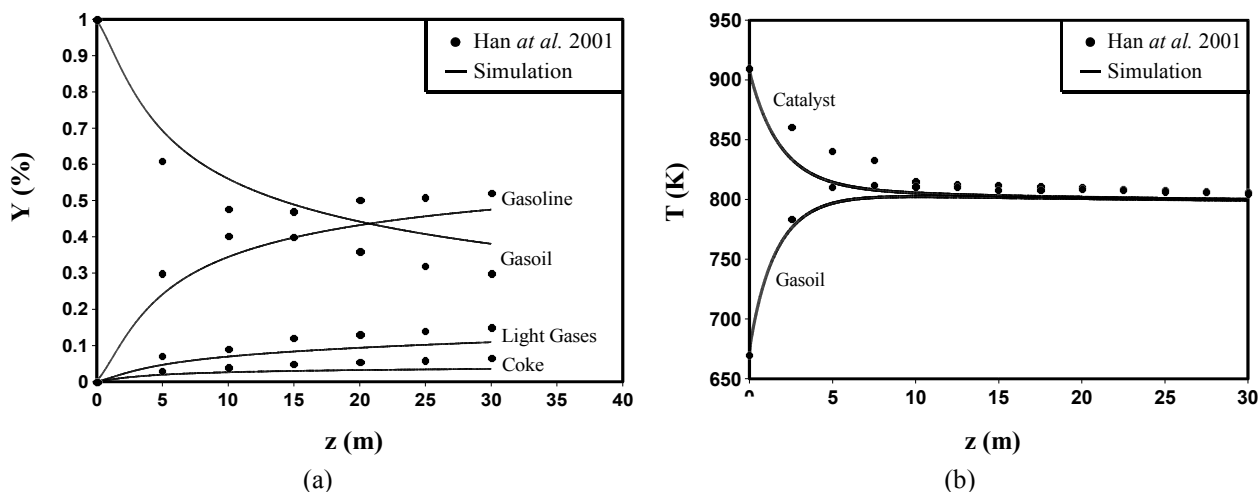 1
0.9
0.8
0.7
0.6
0.5
0.4
0.3
0.2
0.1
0
Y (%)
Han at al. 2001
Simulation
Gasoline
Gasoil
Light Gases
Coke
0 5 10 15 20 25 30 35 40
z (m)
(a)
950
900
850
800
750
700
650
T (K)
Han at al. 2001
Simulation
Catalyst
Gasoil
0 5 10 15 20 25 30
z (m)
(b)